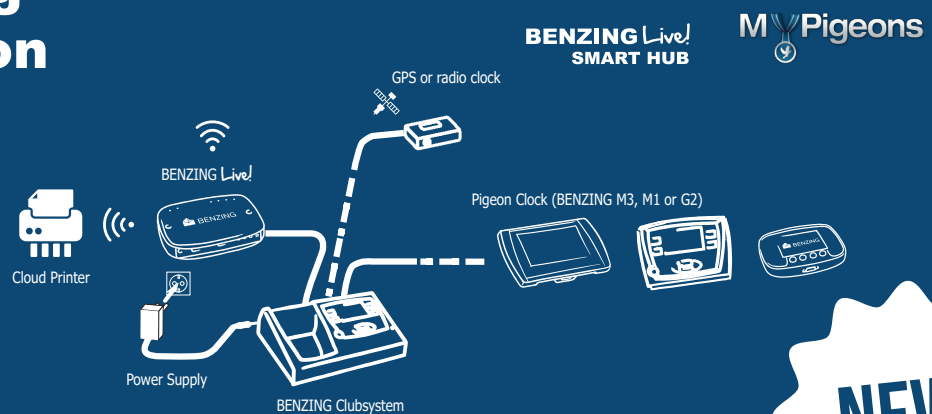 on
BENZING Live!
SMART HUB
MyPigeons
GPS or radio clock
BENZING Live!
BENZING
Pigeon Clock (BENZING M3, M1 or G2)
BENZING
Cloud Printer
Power Supply
BENZING Clubsystem
NEW